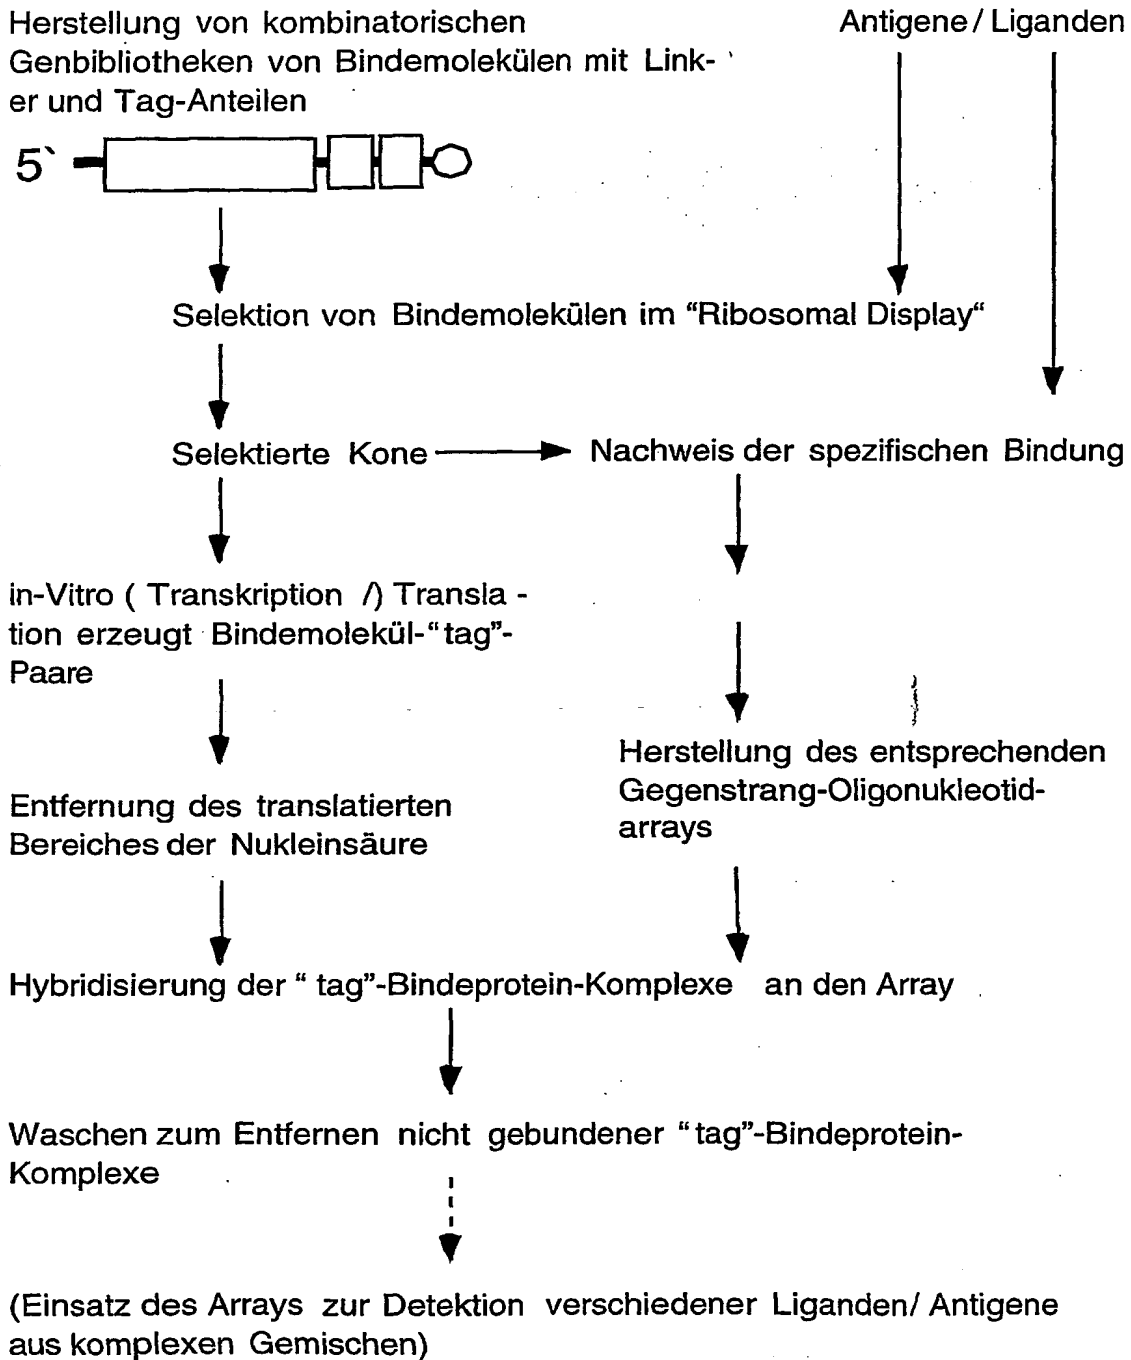 Herstellung von kombinatorischen
Genbibliotheken von Bindemolekülen mit Link-
er und Tag-Anteilen
Antigene / Liganden
5`
Selektion von Bindemolekülen im “Ribosomal Display“
Selektierte Kone
Nachweis der spezifischen Bindung
in-Vitro ( Transkription /) Transla -
tion erzeugt Bindemolekül-“tag”-
Paare
Herstellung des entsprechenden
Gegenstrang-Oligonukleotid-
arrays
Entfernung des translatierten
Bereiches der Nukleinsäure
Hybridisierung der “ tag”-Bindeprotein-Komplexe an den Array
Waschen zum Entfernen nicht gebundener “tag”-Bindeprotein-
Komplexe
(Einsatz des Arrays zur Detektion verschiedener Liganden/ Antigene
aus komplexen Gemischen)